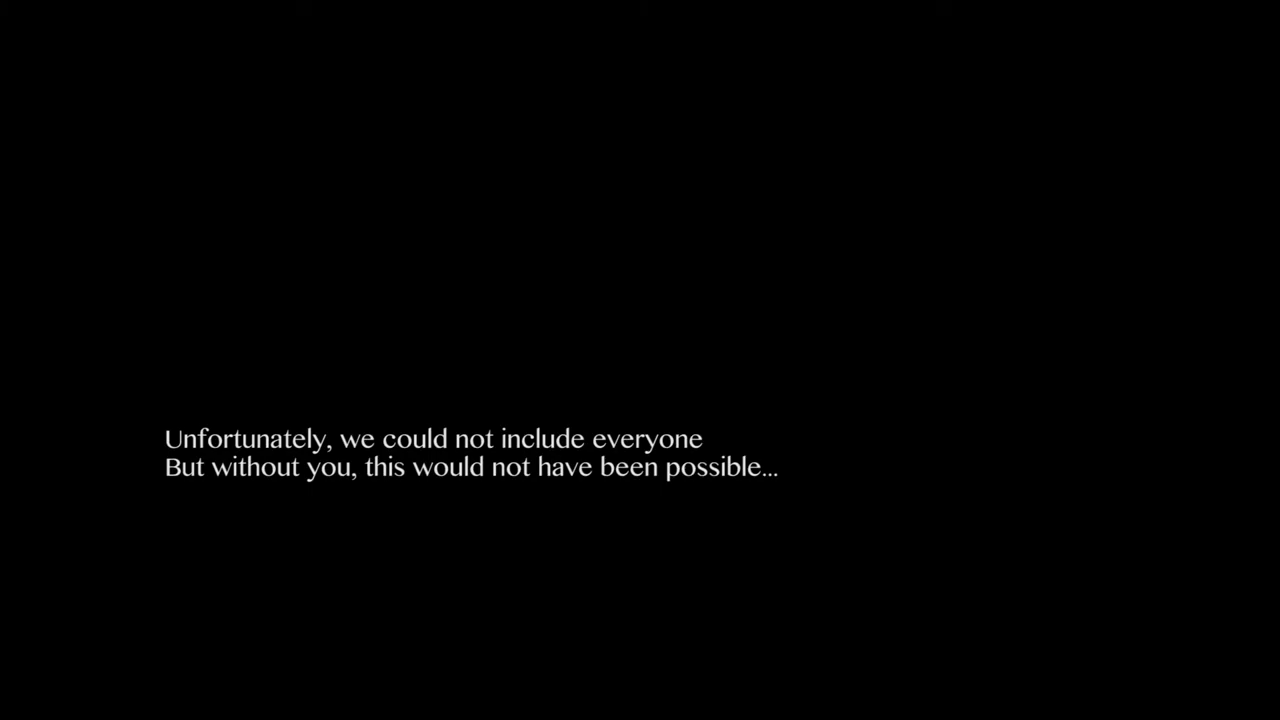 Unfortunately, we could not include everyone
But without you, this would not have been possible...